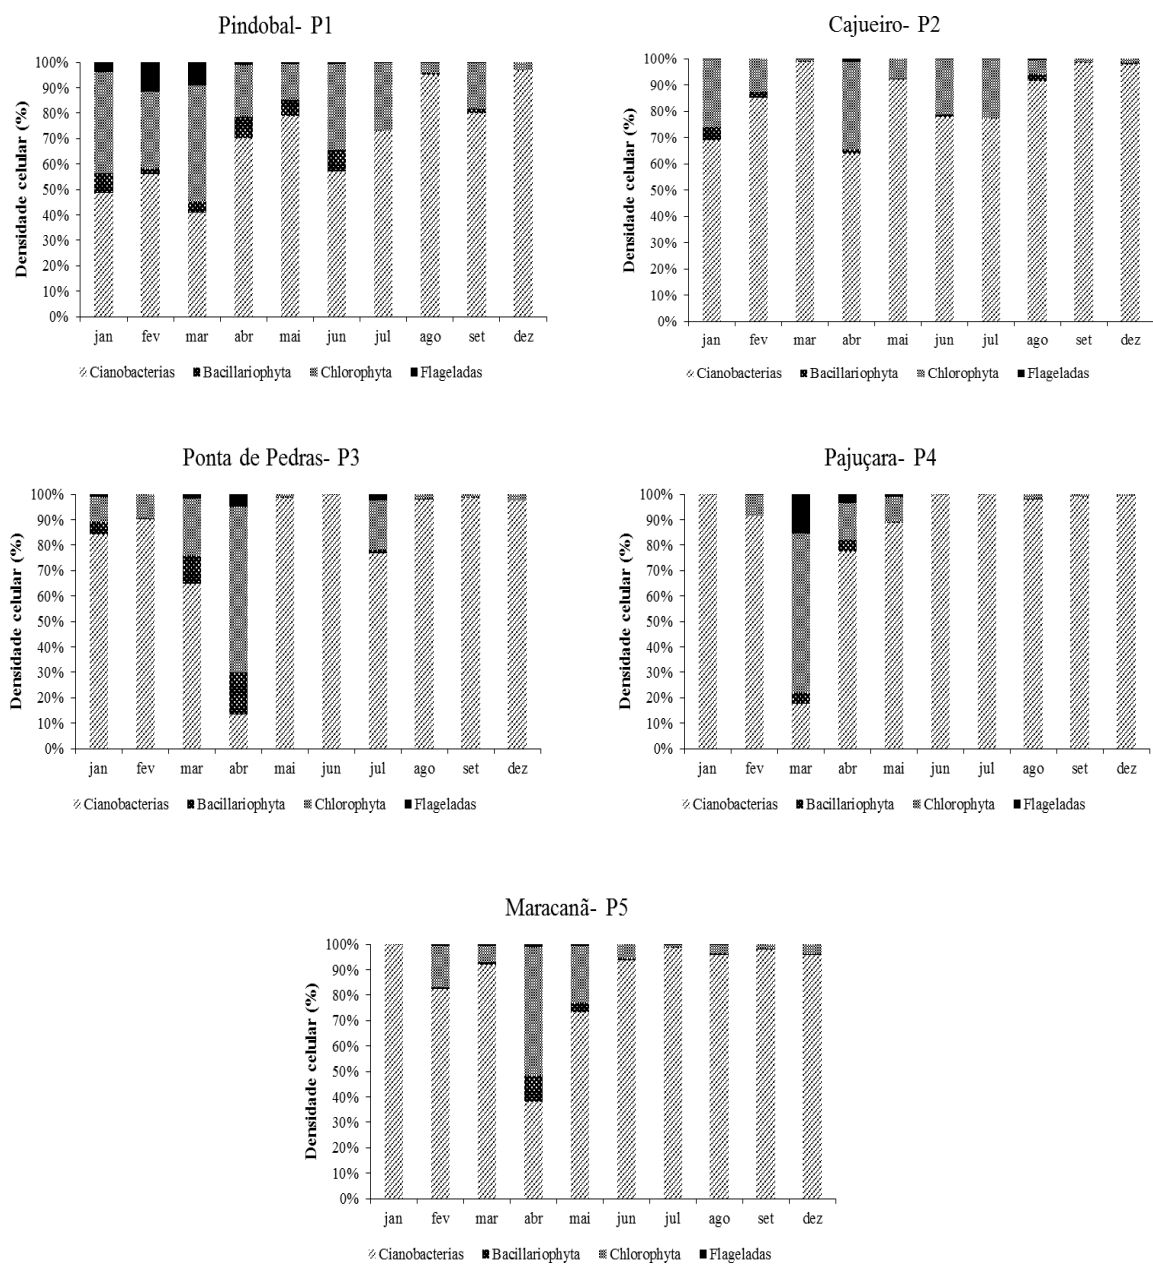 Pindobal- P1
Densidade celular (%)
100%
90%
80%
70%
60%
50%
40%
30%
20%
10%
0%
jan fev mar abr mai jun jul ago set dez
Cianobacterias Bacillariophyta Chlorophyta Flageladas
Cajueiro- P2
Densidade celular (%)
100%
90%
80%
70%
60%
50%
40%
30%
20%
10%
0%
jan fev mar abr mai jun jul ago set dez
Cianobacterias Bacillariophyta Chlorophyta Flageladas
Ponta de Pedras- P3
Densidade celular (%)
100%
90%
80%
70%
60%
50%
40%
30%
20%
10%
0%
jan fev mar abr mai jun jul ago set dez
Cianobacterias Bacillariophyta Chlorophyta Flageladas
Pajuçara- P4
Densidade celular (%)
100%
90%
80%
70%
60%
50%
40%
30%
20%
10%
0%
jan fev mar abr mai jun jul ago set dez
Cianobacterias Bacillariophyta Chlorophyta Flageladas
Maracanã- P5
Densidade celular (%)
100%
90%
80%
70%
60%
50%
40%
30%
20%
10%
0%
jan fev mar abr mai jun jul ago set dez
Cianobacterias Bacillariophyta Chlorophyta Flageladas